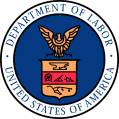 DEPARTMENT OF LABOR
UNITED STATES OF AMERICA